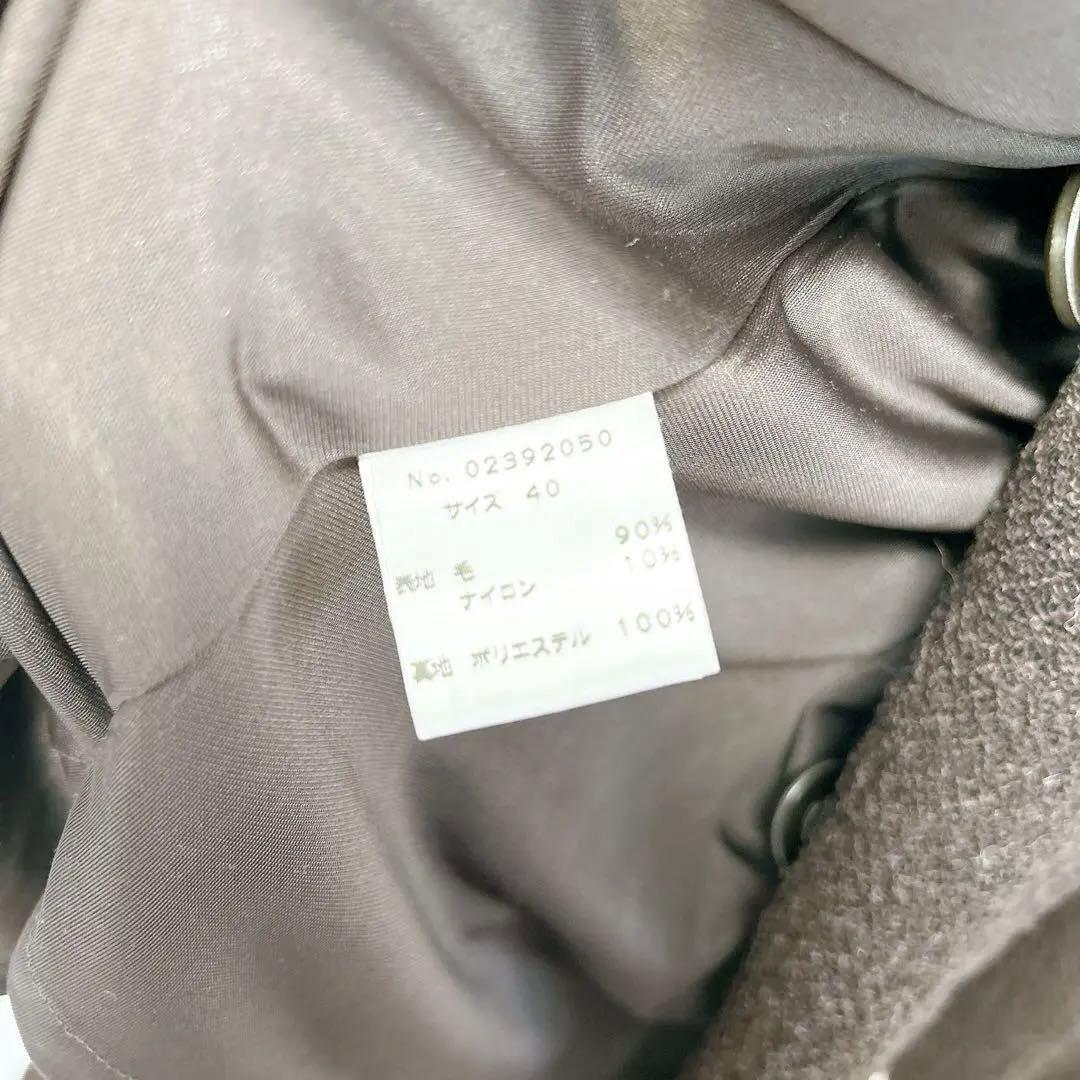 No. 02392050
サイズ 40
表地 毛 90%
ナイロン 10%
裏地 ポリエステル 100%